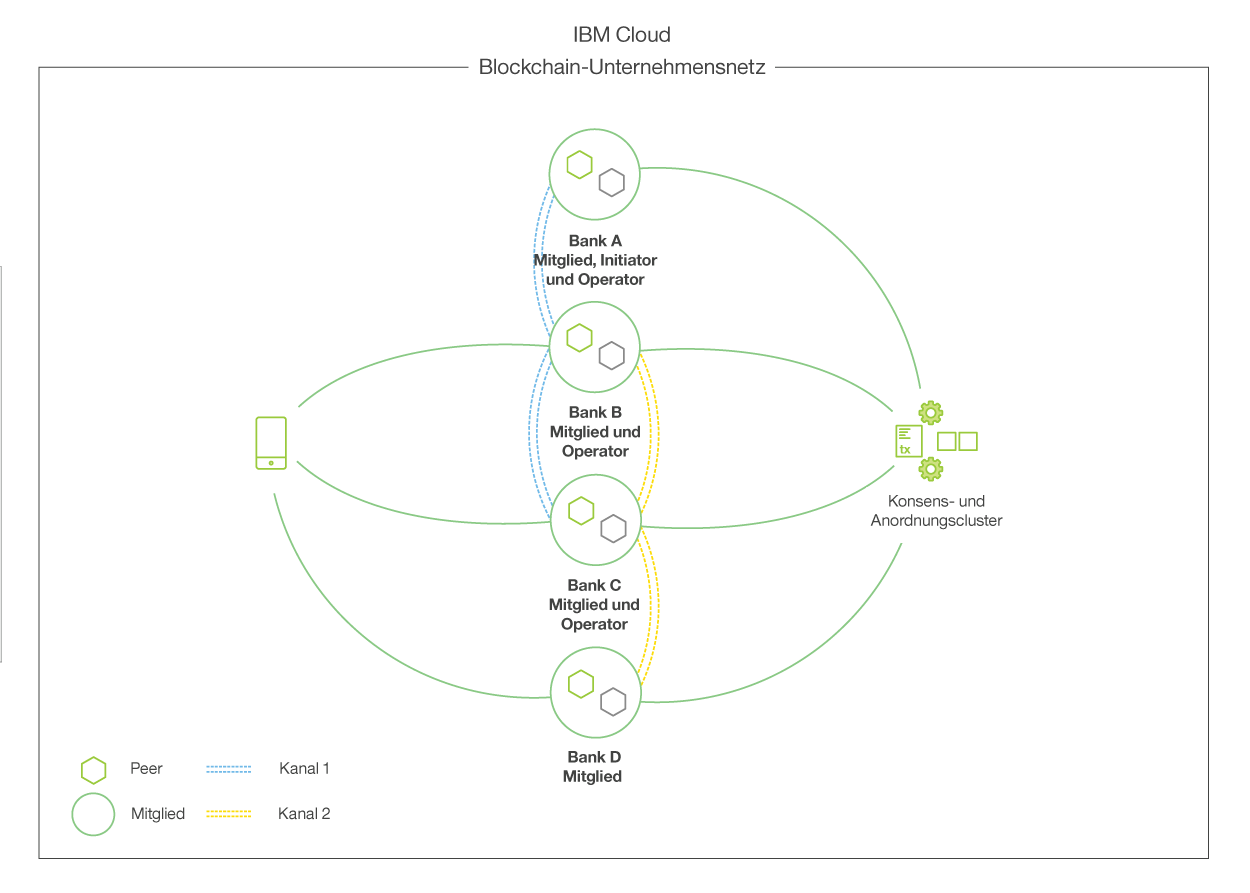 IBM Cloud
Blockchain-Unternehmensnetz
Bank A
Mitglied, Initiator
und Operator
Bank B
Mitglied und
Operator
tx
Konsens- und
Anordnungscluster
Bank C
Mitglied und
Operator
Bank D
Mitglied
Peer
Kanal 1
Mitglied
Kanal 2